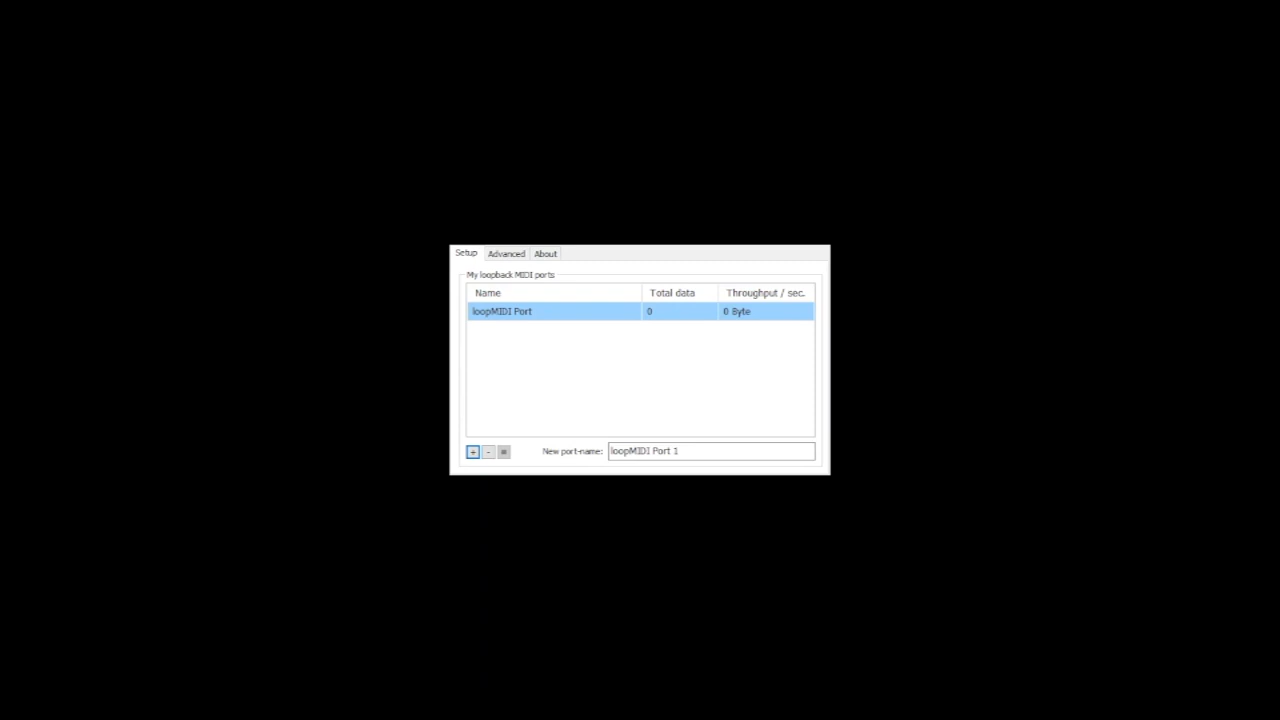 Setup Advanced About
My loopback MIDI ports
Name Total data Throughput / sec.
loopMIDI Port 0 0 Byte
+ - New port-name: loopMIDI Port 1